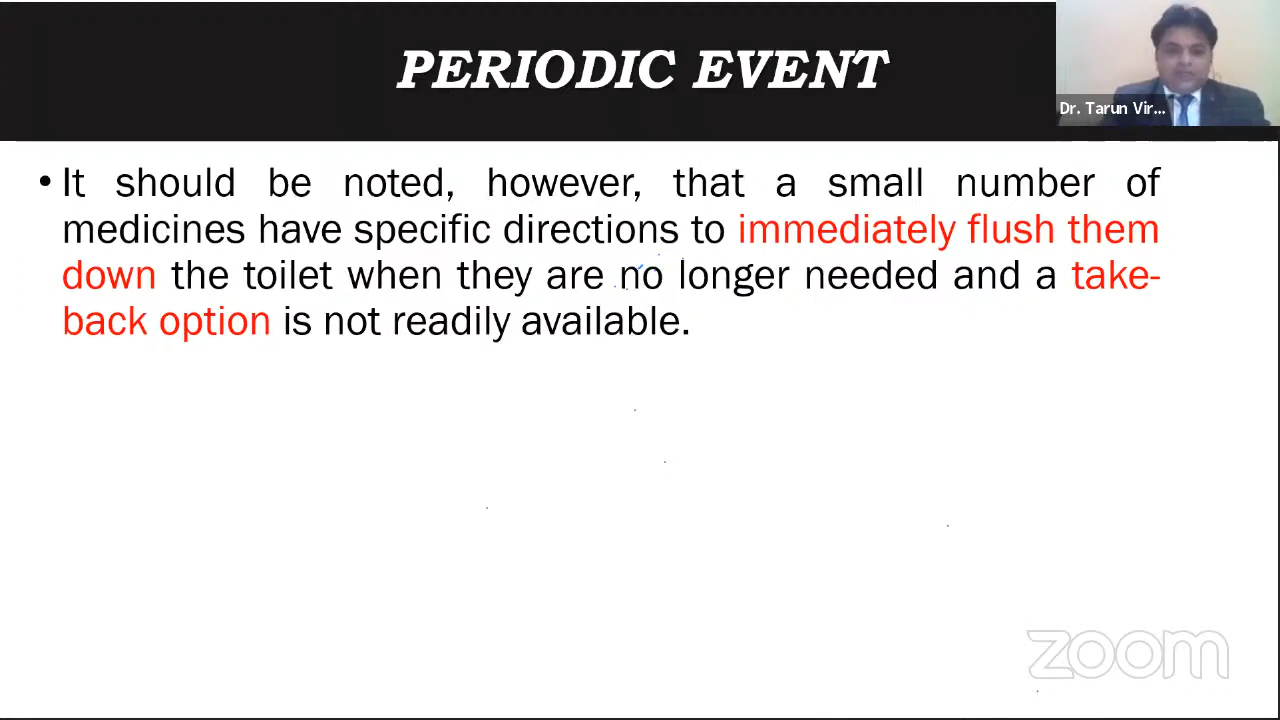 PERIODIC EVENT
Dr. Tarun Vir...
• It should be noted, however, that a small number of
medicines have specific directions to immediately flush them
down the toilet when they are no longer needed and a take-
back option is not readily available.
zoom